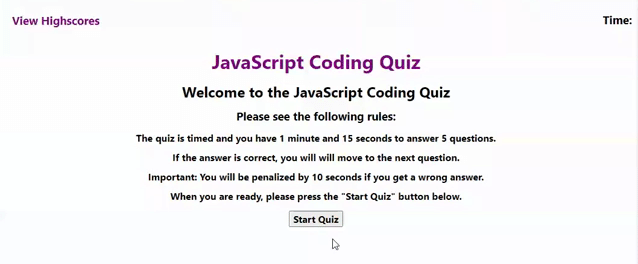 View Highscores
Time:
JavaScript Coding Quiz
Welcome to the JavaScript Coding Quiz
Please see the following rules:
The quiz is timed and you have 1 minute and 15 seconds to answer 5 questions.
If the answer is correct, you will will move to the next question.
Important: You will be penalized by 10 seconds if you get a wrong answer.
When you are ready, please press the "Start Quiz" button below.
Start Quiz